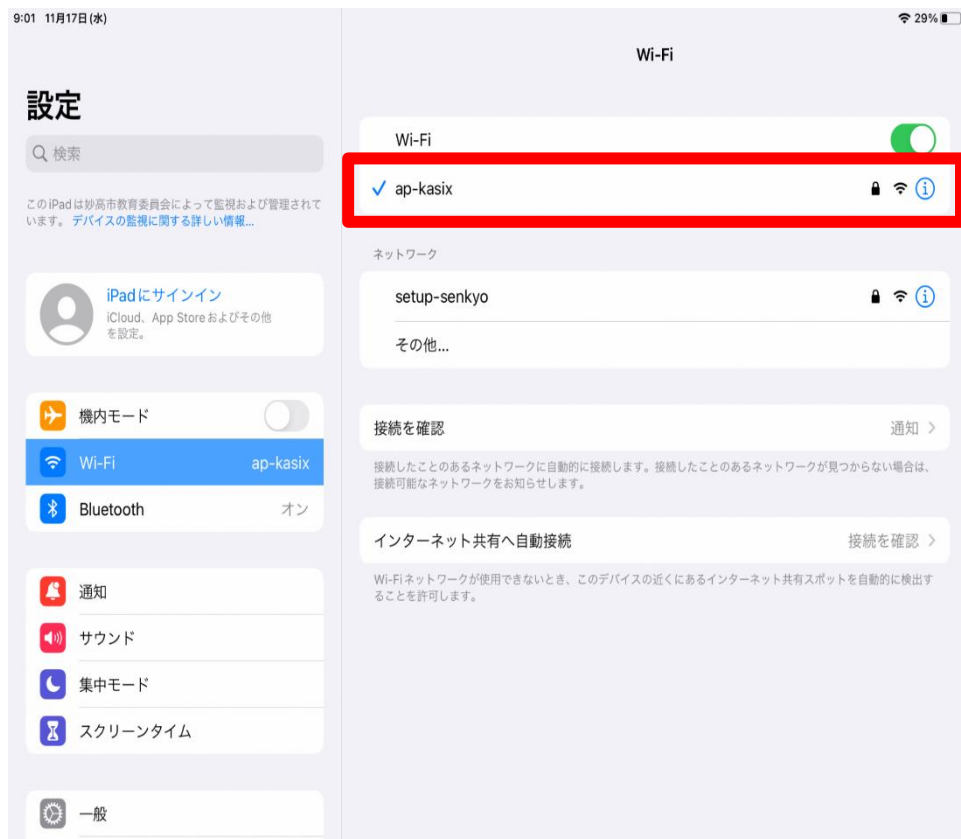 9:01 11月17日(水)
29%
設定
検索
このiPadは妙高市教育委員会によって監視および管理されて
います。デバイスの監視に関する詳しい情報...
iPadにサインイン
iCloud、App Storeおよびその他
を設定。
機内モード
Wi-Fi ap-kasix
Bluetooth オン
通知
サウンド
集中モード
スクリーンタイム
一般
Wi-Fi
Wi-Fi
ap-kasix
ネットワーク
setup-senkyo
その他...
接続を確認 通知
接続したことのあるネットワークに自動的に接続します。接続したことのあるネットワークが見つからない場合は、
接続可能なネットワークをお知らせします。
インターネット共有へ自動接続 接続を確認
Wi-Fiネットワークが使用できないとき、このデバイスの近くにあるインターネット共有スポットを自動的に検出す
ることを許可します。